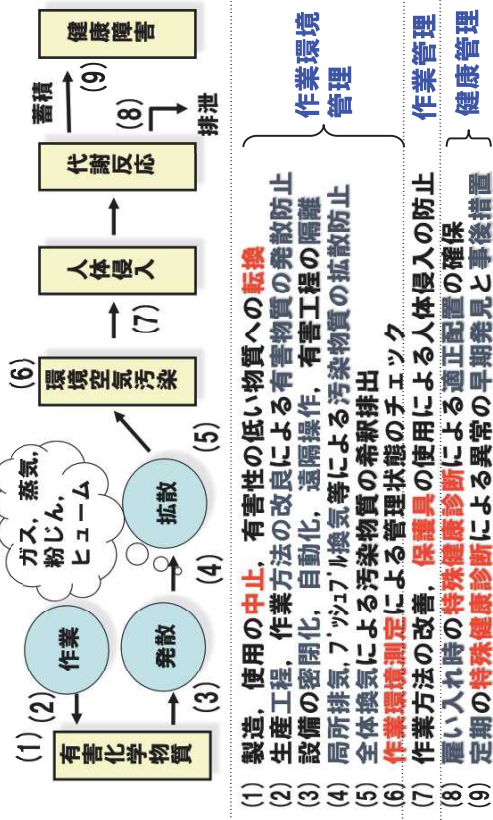 (1)
(2)
有害化学物質
作業
(3)
発散
ガス，蒸気，
粉じん，
ヒューム
(4)
拡散
(5)
(6)
環境空気汚染
(7)
人体侵入
代謝反応
(8)
排泄
蓄積
(9)
健康障害
(1) 製造，使用の中止，有害性の低い物質への転換
(2) 生産工程，作業方法の改良による有害物質の発散防止
(3) 設備の密閉化，自動化，遠隔操作，有害工程の隔離
(4) 局所排気，プッシュプル換気等による汚染物質の拡散防止
(5) 全体換気による汚染物質の希釈排出
(6) 作業環境測定による管理状態のチェック
(7) 作業方法の改善，保護具の使用による人体侵入の防止
(8) 雇い入れ時の特殊健康診断による適正配置の確保
(9) 定期の特殊健康診断による異常の早期発見と事後措置
作業環境
管理
作業管理
健康管理